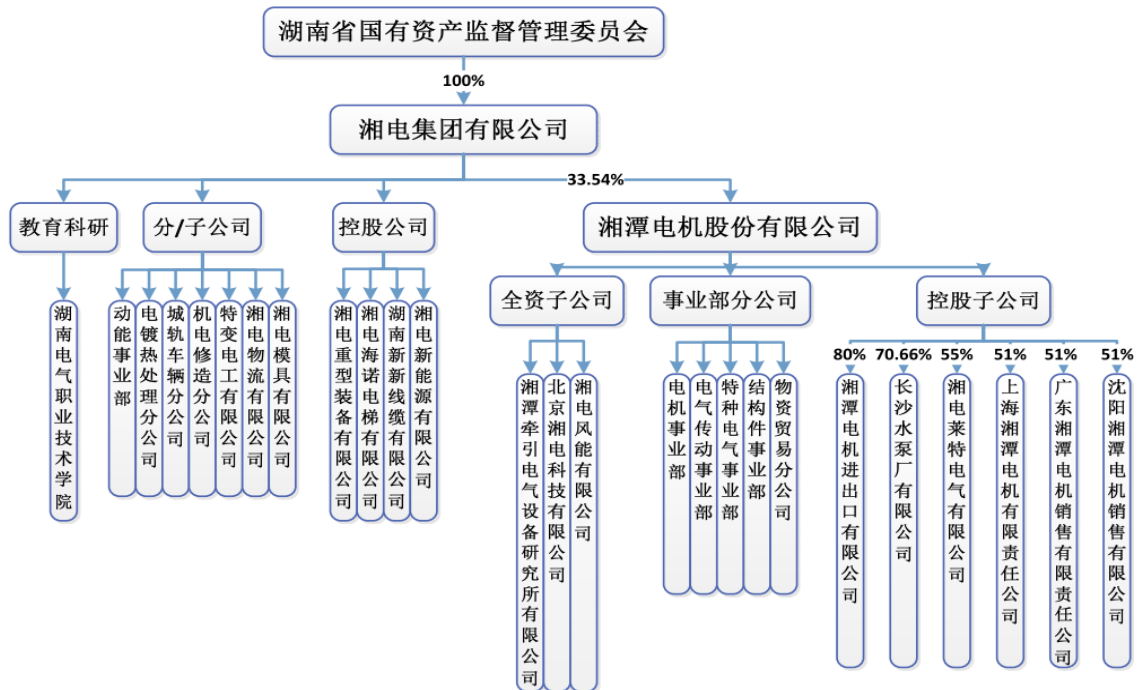 湖南省国有资产监督管理委员会
100%
湘电集团有限公司
33.54%
教育科研
分/子公司
控股公司
湘潭电机股份有限公司
全资子公司
事业部分公司
控股子公司
湖南电气职业技术学院
动能事业部
电镀热处理分公司
城轨车辆分公司
机电修造分公司
特变电工有限公司
湘电物流有限公司
湘电模具有限公司
湘电重型装备有限公司
湘电海诺电梯有限公司
湖南新新线缆有限公司
湘电新能源有限公司
80%
70.66%
55%
51%
51%
51%
湘潭牵引电气设备研究所有限公司
北京湘电科技有限公司
湘电风能有限公司
电机事业部
电气传动事业部
特种电气事业部
结构件事业部
物资贸易分公司
湘潭电机进出口有限公司
长沙水泵厂有限公司
湘电莱特电气有限公司
上海湘潭电机有限责任公司
广东湘潭电机销售有限责任公司
沈阳湘潭电机销售有限公司